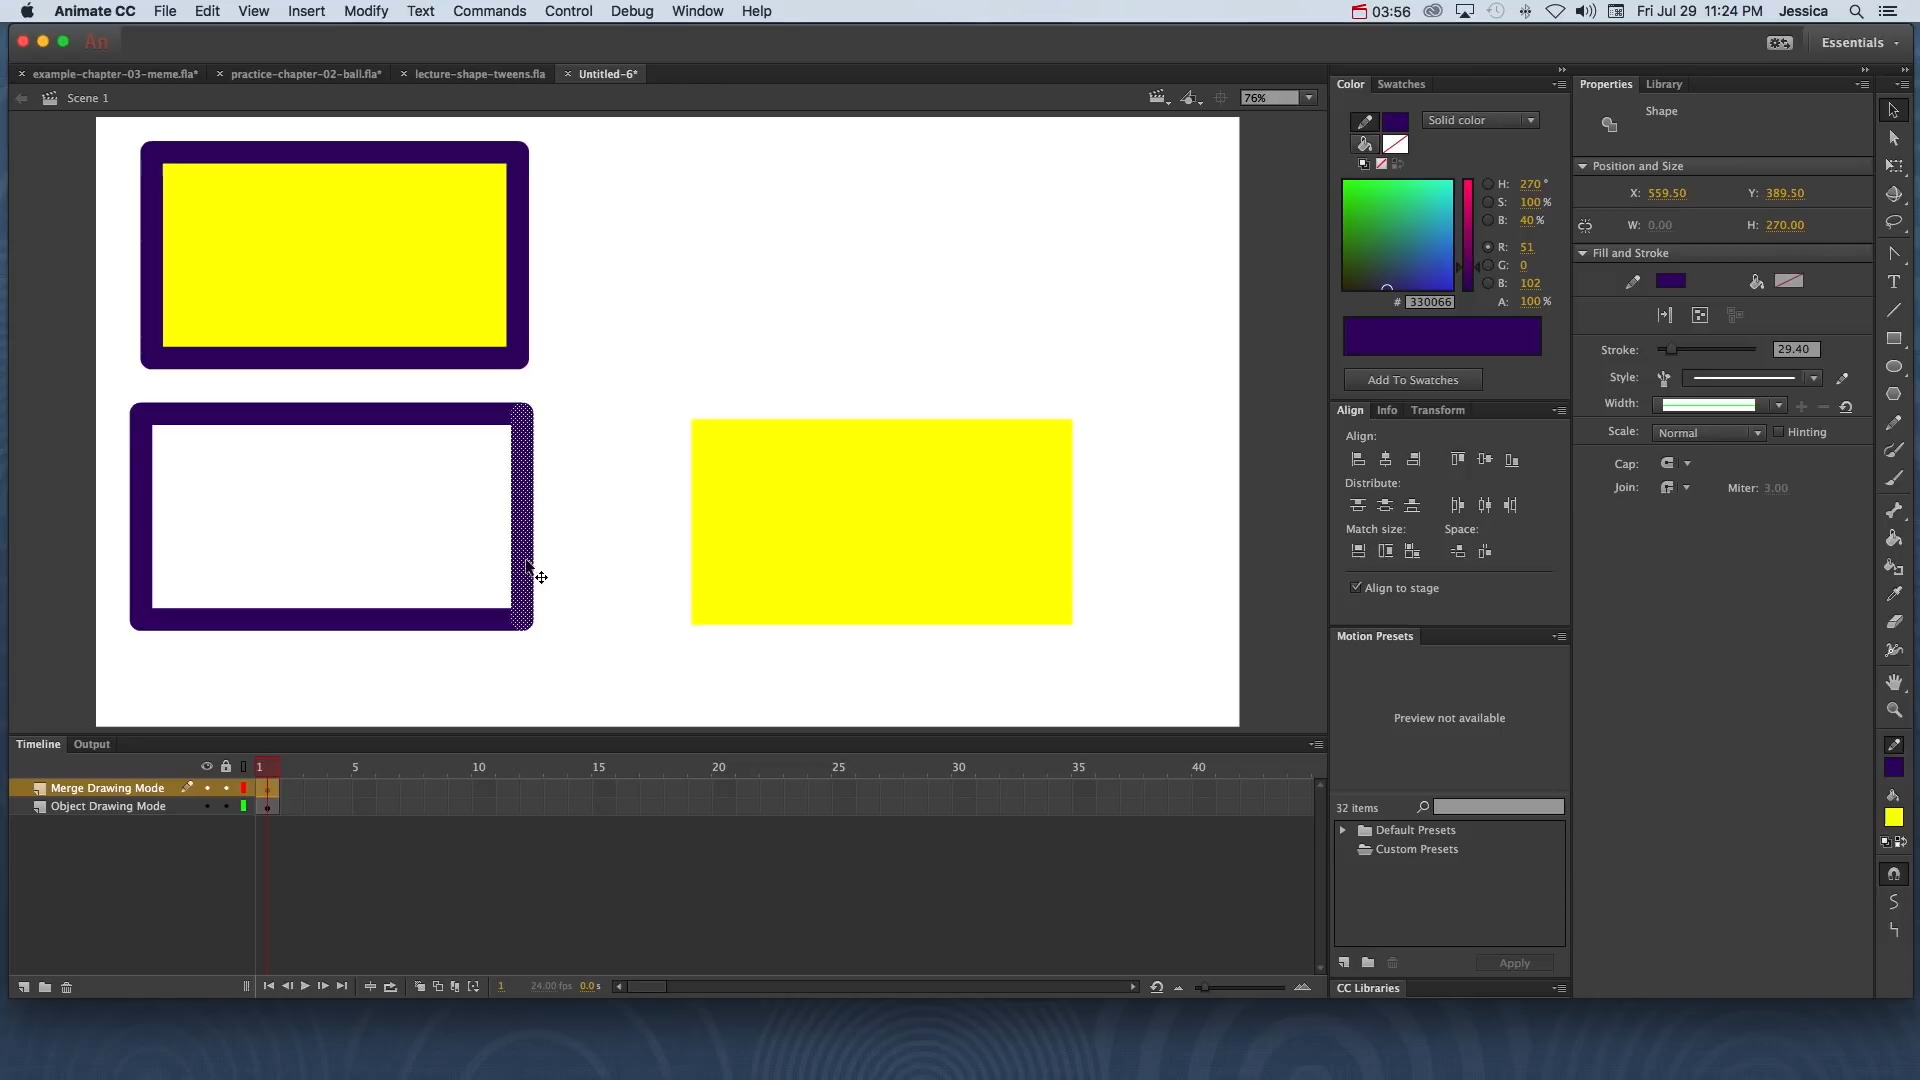 Animate CC File Edit View Insert Modify Text Commands Control Debug Window Help 03:56 Fri Jul 29 11:24 PM Jessica
An Essentials
example-chapter-03-meme.fla* practice-chapter-02-ball.fla* lecture-shape-tweens.fla Untitled-6*
Scene 1 76%
Color Swatches
Solid color
H: 270 °
S: 100 %
B: 40 %
R: 51
G: 0
B: 102
# 330066 A: 100 %
Add To Swatches
Align Info Transform
Align:
Distribute:
Match size: Space:
Align to stage
Motion Presets
Preview not available
32 items
Default Presets
Custom Presets
Apply
CC Libraries
Properties Library
Shape
Position and Size
X: 559.50 Y: 389.50
W: 0.00 H: 270.00
Fill and Stroke
Stroke: 29.40
Style:
Width:
Scale: Normal Hinting
Cap:
Join: Miter: 3.00
T
Timeline Output
1 5 10 15 20 25 30 35 40
Merge Drawing Mode
Object Drawing Mode
1 24.00 fps 0.0 s